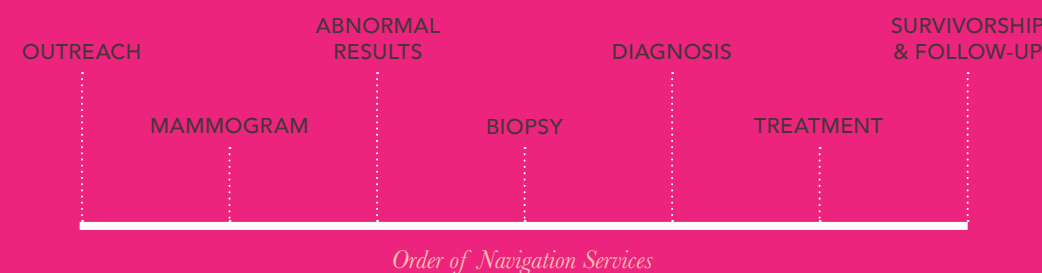 OUTREACH
MAMMOGRAM
ABNORMAL
RESULTS
BIOPSY
DIAGNOSIS
TREATMENT
SURVIVORSHIP
& FOLLOW-UP
Order of Navigation Services